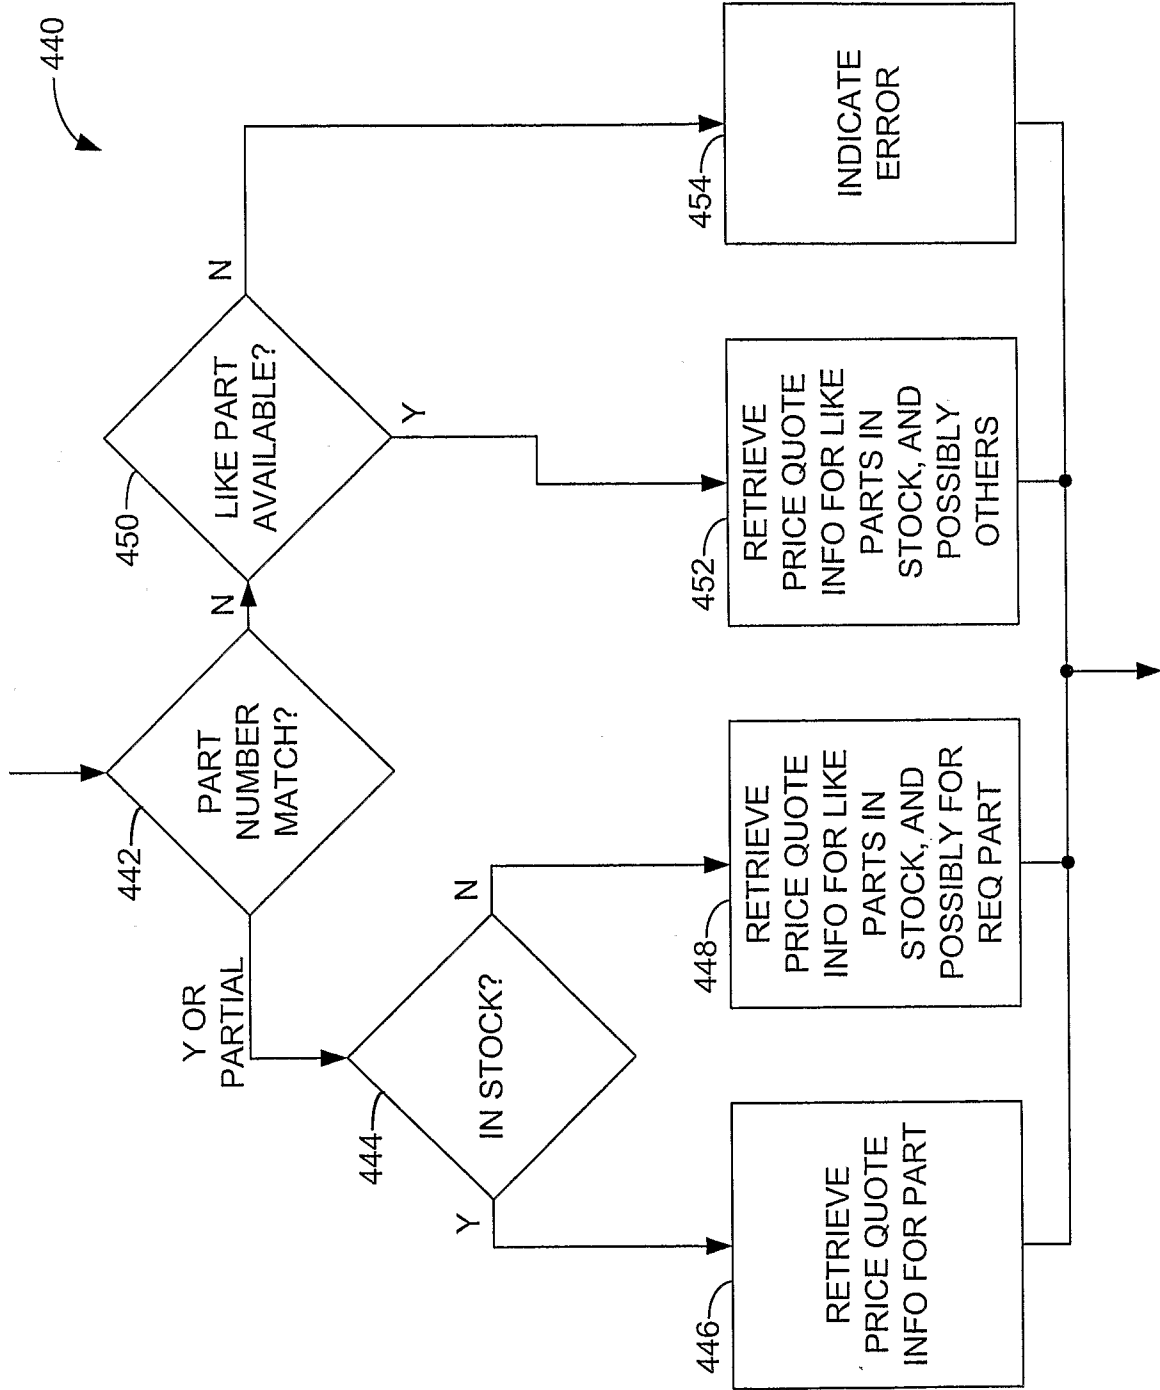 440
442
PART
NUMBER
MATCH?
Y OR
PARTIAL
N
450
LIKE PART
AVAILABLE?
N
Y
444
IN STOCK?
Y
N
446
RETRIEVE
PRICE QUOTE
INFO FOR PART
448
RETRIEVE
PRICE QUOTE
INFO FOR LIKE
PARTS IN
STOCK, AND
POSSIBLY FOR
REQ PART
452
RETRIEVE
PRICE QUOTE
INFO FOR LIKE
PARTS IN
STOCK, AND
POSSIBLY
OTHERS
454
INDICATE
ERROR